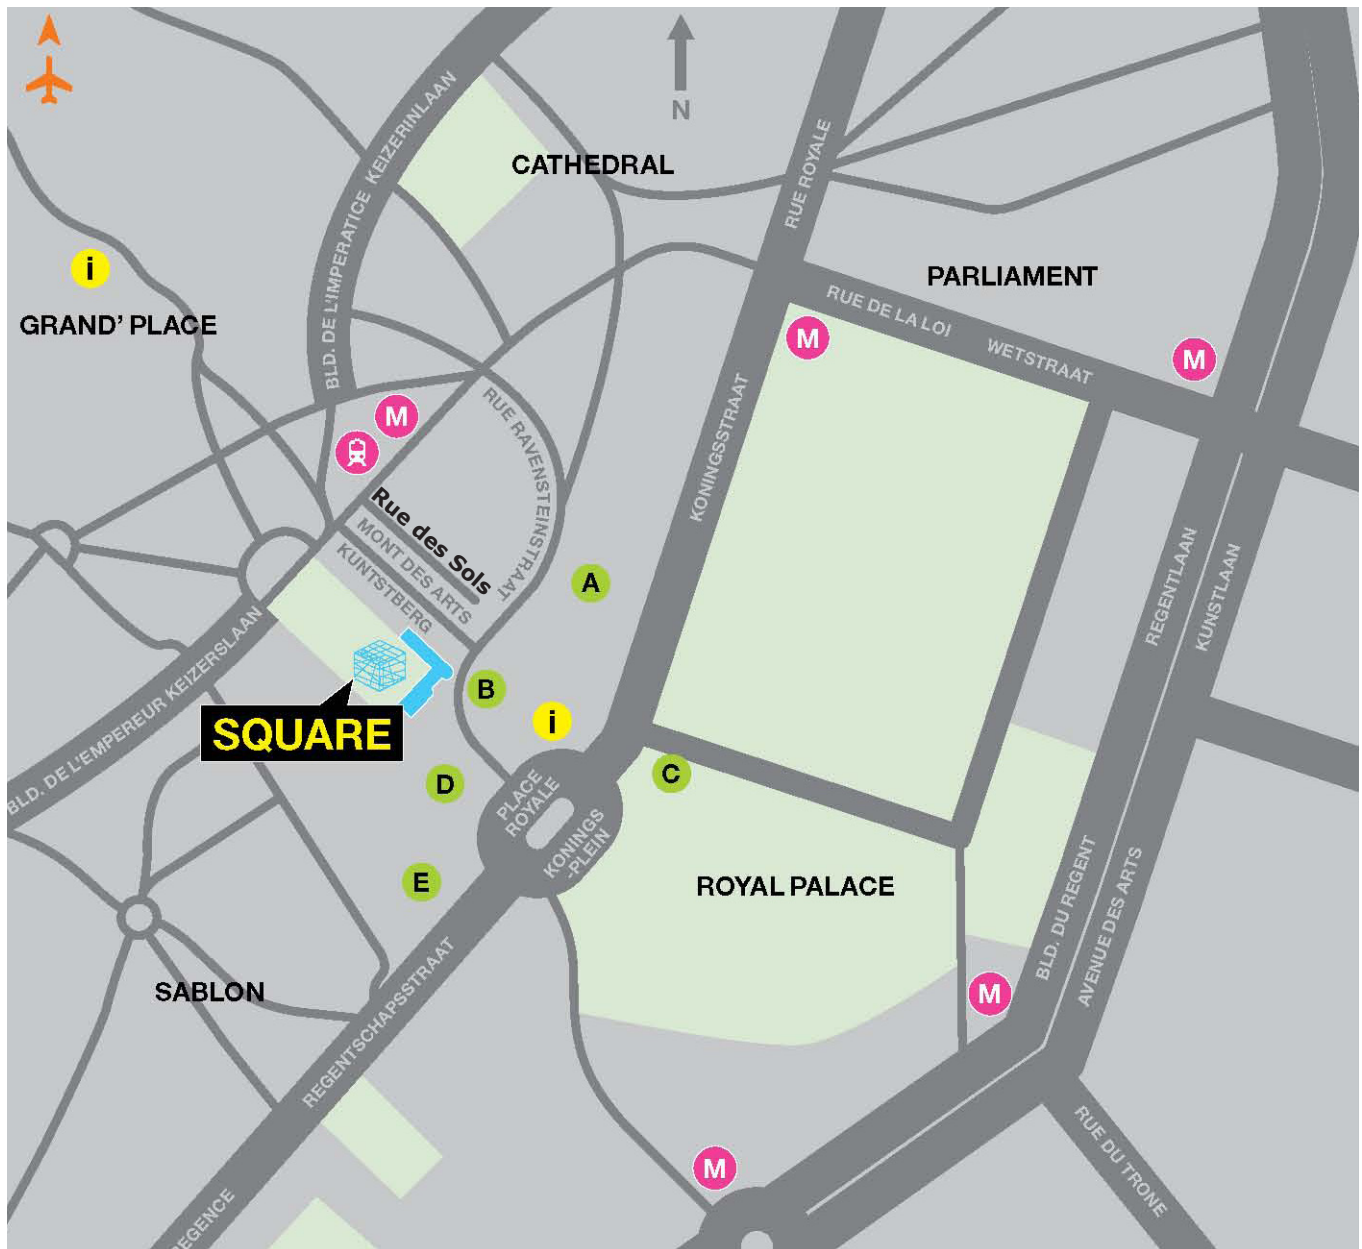 N
CATHEDRAL
BLD. DE L'IMPERATICE KEIZERINLAAN
RUE ROYALE
i
GRAND' PLACE
PARLIAMENT
RUE DE LA LOI
WETSTRAAT
M
M
M
KONINGSSTRAAT
RUE RAVENSTEINSTRAAT
Rue des Sols
MONT DES ARTS
KUNTSTBERG
A
REGENTLAAN
KUNSTLAAN
BLD. DE L'EMPEREUR KEIZERSLAAN
SQUARE
B
i
C
D
PLACE
ROYALE
KONINGS
-PLEIN
E
ROYAL PALACE
BLD. DU REGENT
AVENUE DES ARTS
SABLON
REGENTSCHAPSSTRAAT
M
M
RUE DU TRONE
REGENCE